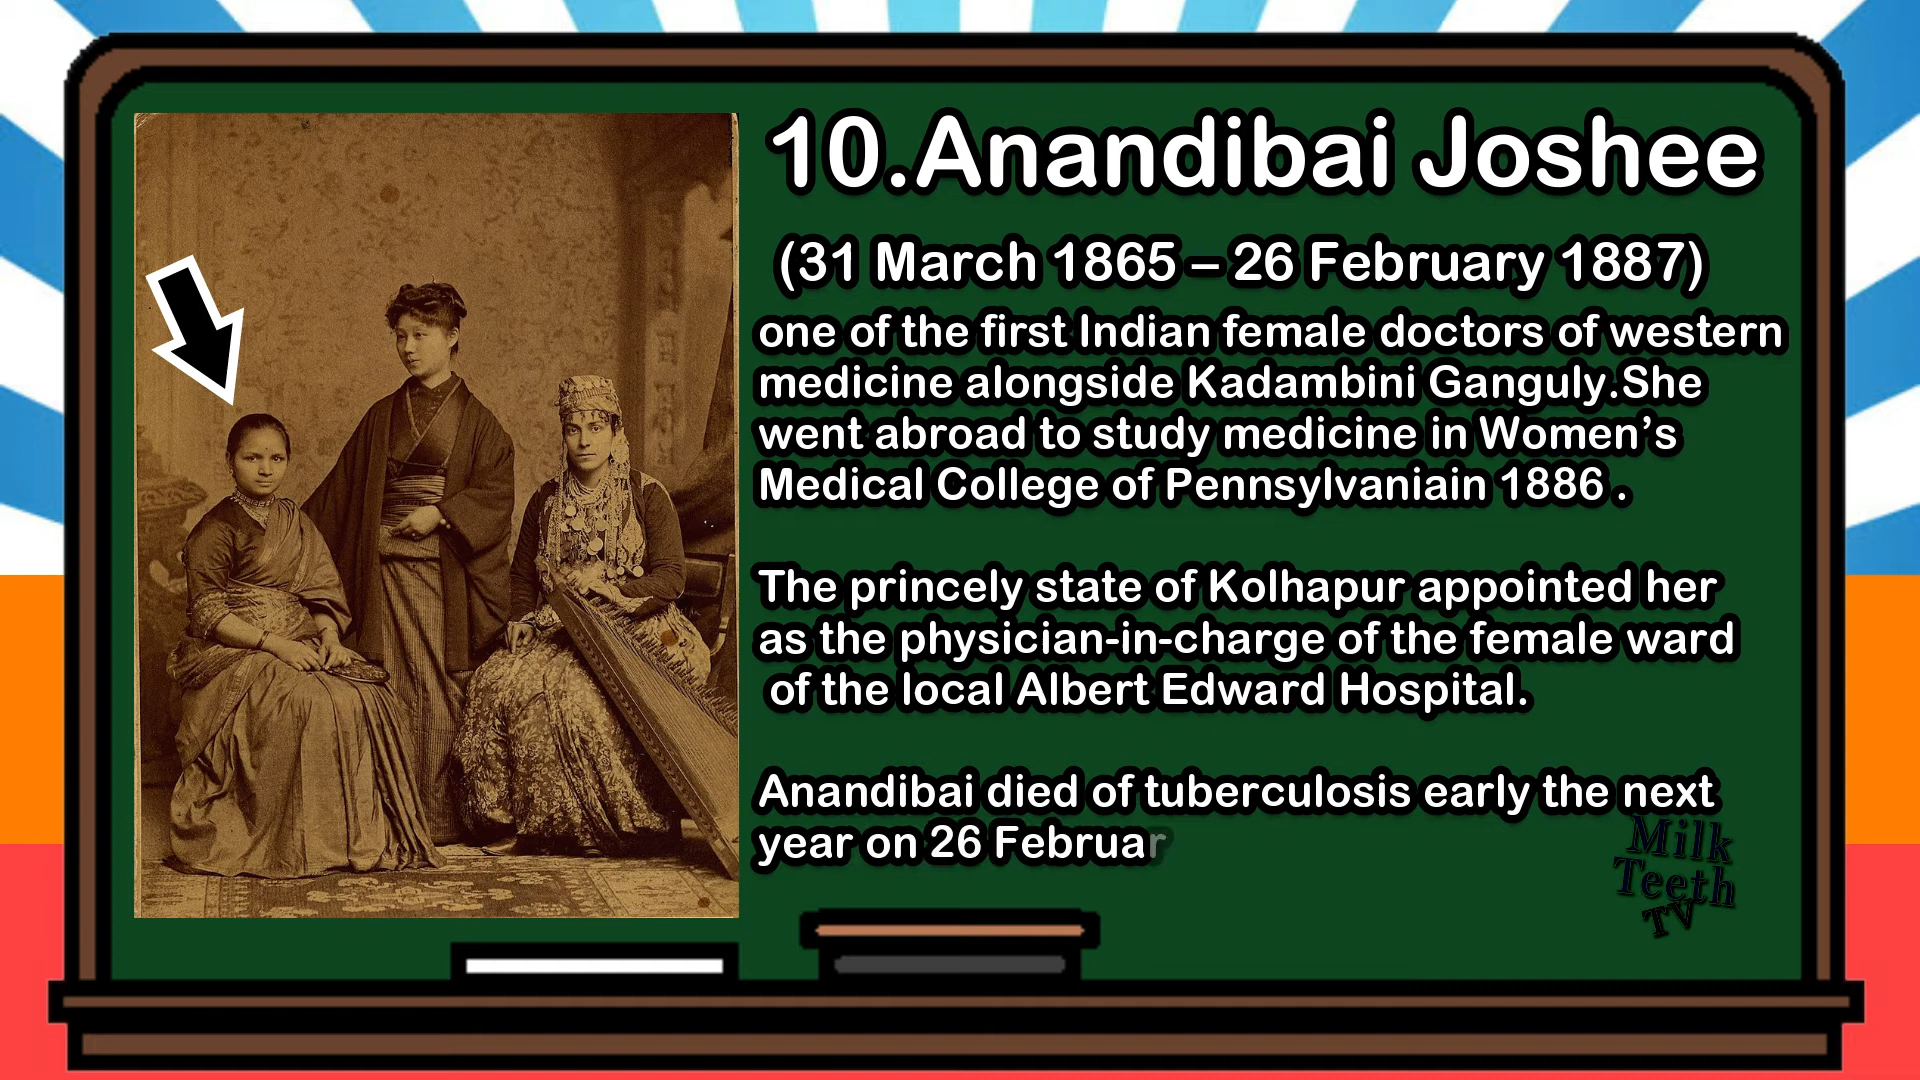 10.Anandibai Joshee
(31 March 1865 – 26 February 1887)
one of the first Indian female doctors of western
medicine alongside Kadambini Ganguly.She
went abroad to study medicine in Women’s
Medical College of Pennsylvaniain 1886 .
The princely state of Kolhapur appointed her
as the physician-in-charge of the female ward
of the local Albert Edward Hospital.
Anandibai died of tuberculosis early the next
year on 26 Februar
Milk
Teeth
TV